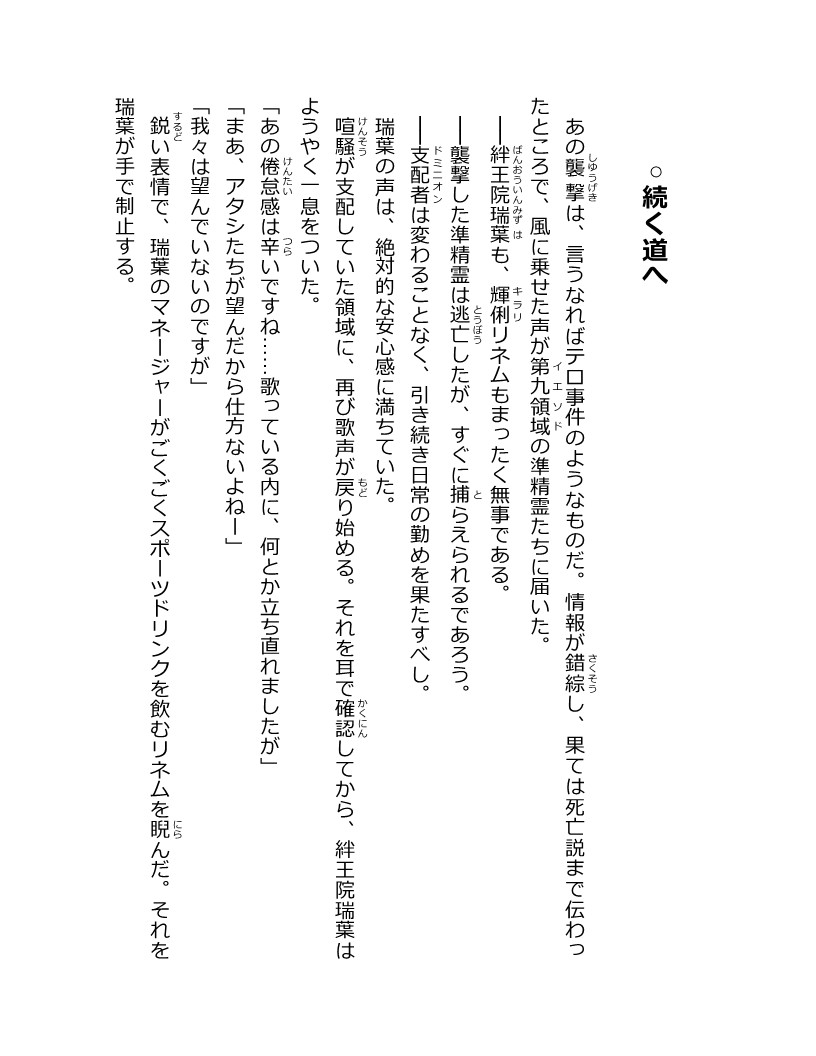 ○続く道へ
あの襲撃は、言うなればテロ事件のようなものだ。情報が錯綜し、果ては死亡説まで伝わっ
たところで、風に乗せた声が第九領域の準精霊たちに届いた。
――絆王院瑞葉も、輝俐リネムもまったく無事である。
――襲撃した準精霊は逃亡したが、すぐに捕らえられるであろう。
――支配者は変わることなく、引き続き日常の勤めを果たすべし。
瑞葉の声は、絶対的な安心感に満ちていた。
喧騒が支配していた領域に、再び歌声が戻り始める。それを耳で確認してから、絆王院瑞葉は
ようやく一息をついた。
「あの倦怠感は辛いですね……歌っている内に、何とか立ち直れましたが」
「まあ、アタシたちが望んだから仕方ないよねー」
「我々は望んでいないのですが」
鋭い表情で、瑞葉のマネージャーがごくごくスポーツドリンクを飲むリネムを睨んだ。それを
瑞葉が手で制止する。